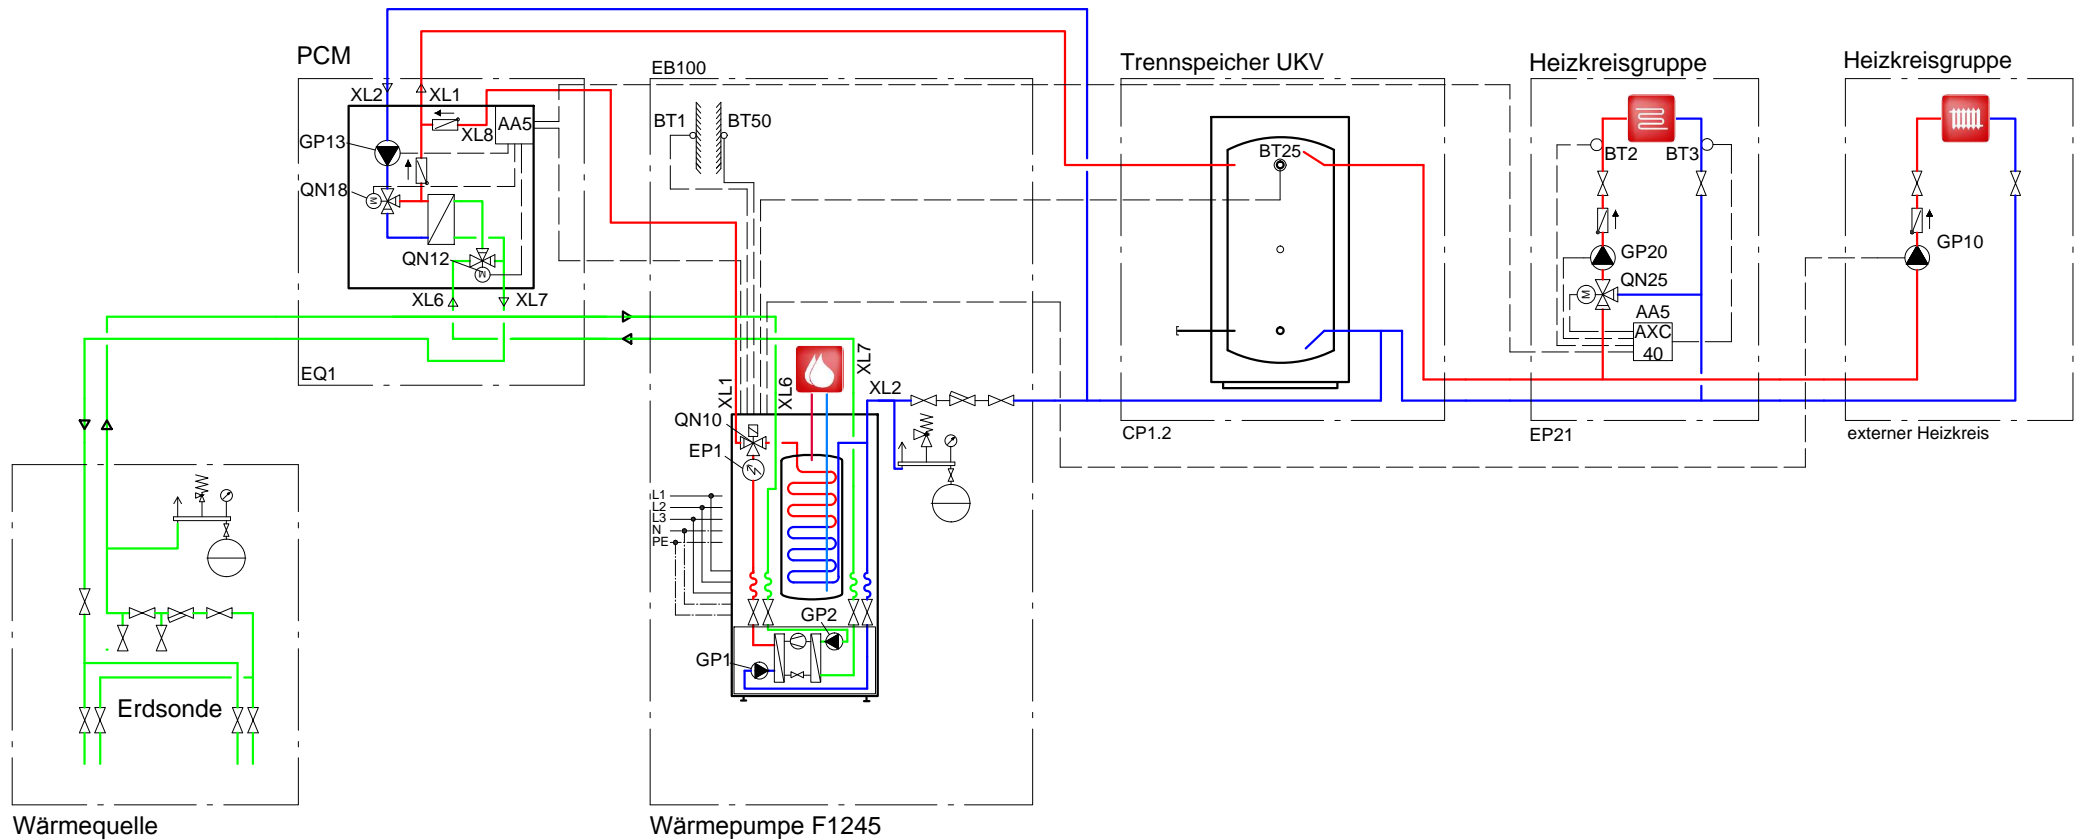 PCM
XL2
XL1
XL8
AA5
GP13
QN18
QN12
XL6
XL7
EQ1
EB100
BT1
BT50
XL1
XL6
XL7
XL2
QN10
EP1
L1
L2
L3
N
PE
GP2
GP1
M
M
Wärmepumpe F1245
Trennspeicher UKV
BT25
CP1.2
Heizkreisgruppe
BT2
BT3
GP20
QN25
M
AA5
AXC
40
EP21
Heizkreisgruppe
GP10
externer Heizkreis
Erdsonde
Wärmequelle